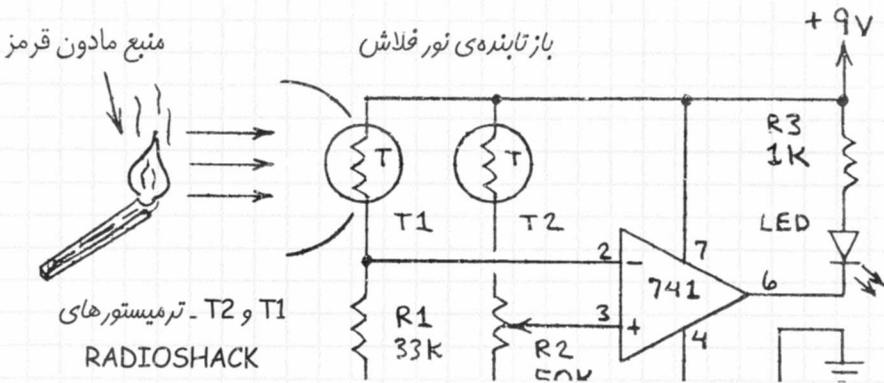 + 9V
منبع مادون قرمز
بازتابنده‌ی نور فلاش
R3
1K
T
T
T1
T2
LED
2
-
7
741
6
3
+
4
T1 و T2 - ترمیستورهای
RADIOSHACK
R1
33K
R2
50K